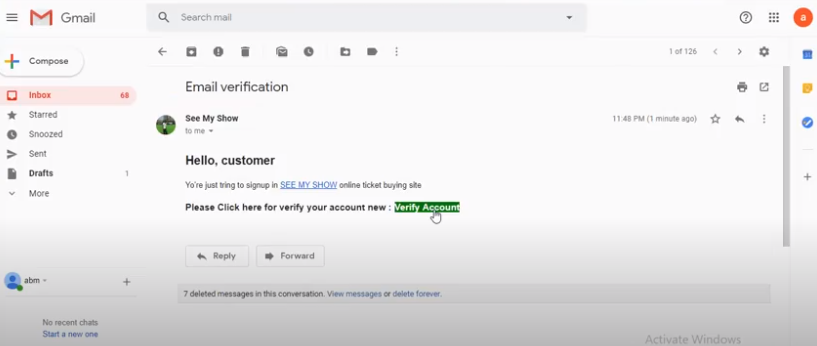 Gmail
Search mail
a
Compose
1 of 126
Inbox 68
Starred
Snoozed
Sent
Drafts 1
More
Email verification
See My Show
11:48 PM (1 minute ago)
to me
Hello, customer
Yo're just tring to signup in SEE MY SHOW online ticket buying site
Please Click here for verify your account new : Verify Account
Reply
Forward
7 deleted messages in this conversation. View messages or delete forever.
abm
No recent chats
Start a new one
Activate Windows